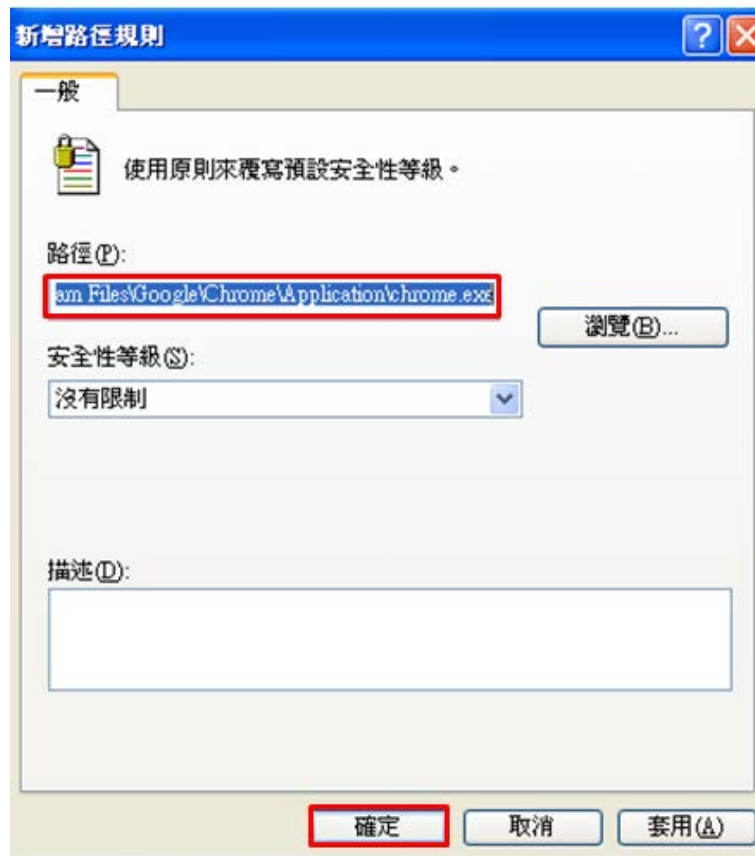 新增路徑規則
一般
使用原則來覆寫預設安全性等級。
路徑(P):
am Files\Google\Chrome\Application\chrome.exe
瀏覽(B)...
安全性等級(S):
沒有限制
描述(D):
確定
取消
套用(A)